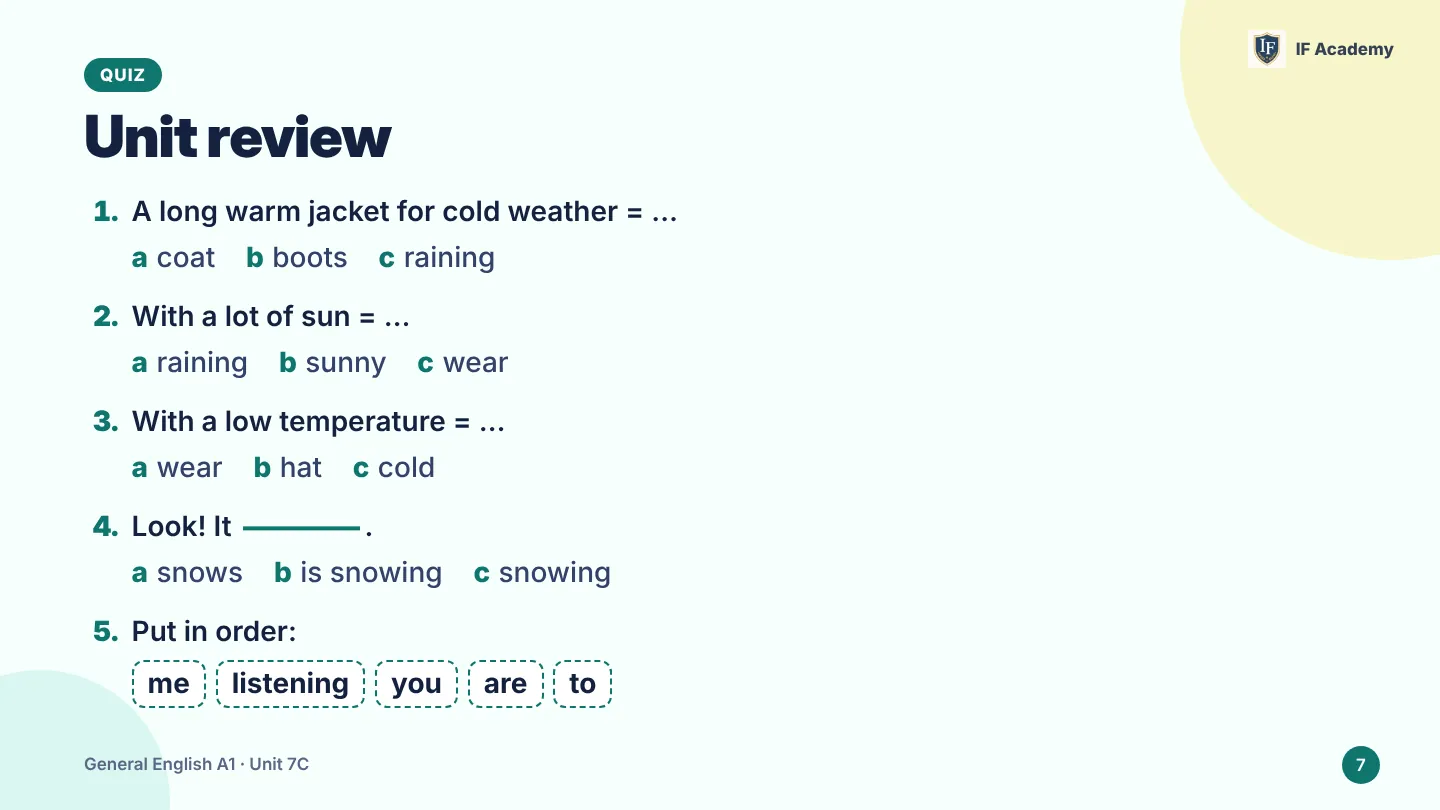 IF
IF Academy
QUIZ
Unit review
1. A long warm jacket for cold weather = ...
a coat b boots c raining
2. With a lot of sun = ...
a raining b sunny c wear
3. With a low temperature = ...
a wear b hat c cold
4. Look! It ________.
a snows b is snowing c snowing
5. Put in order:
me listening you are to
General English A1 · Unit 7C
7